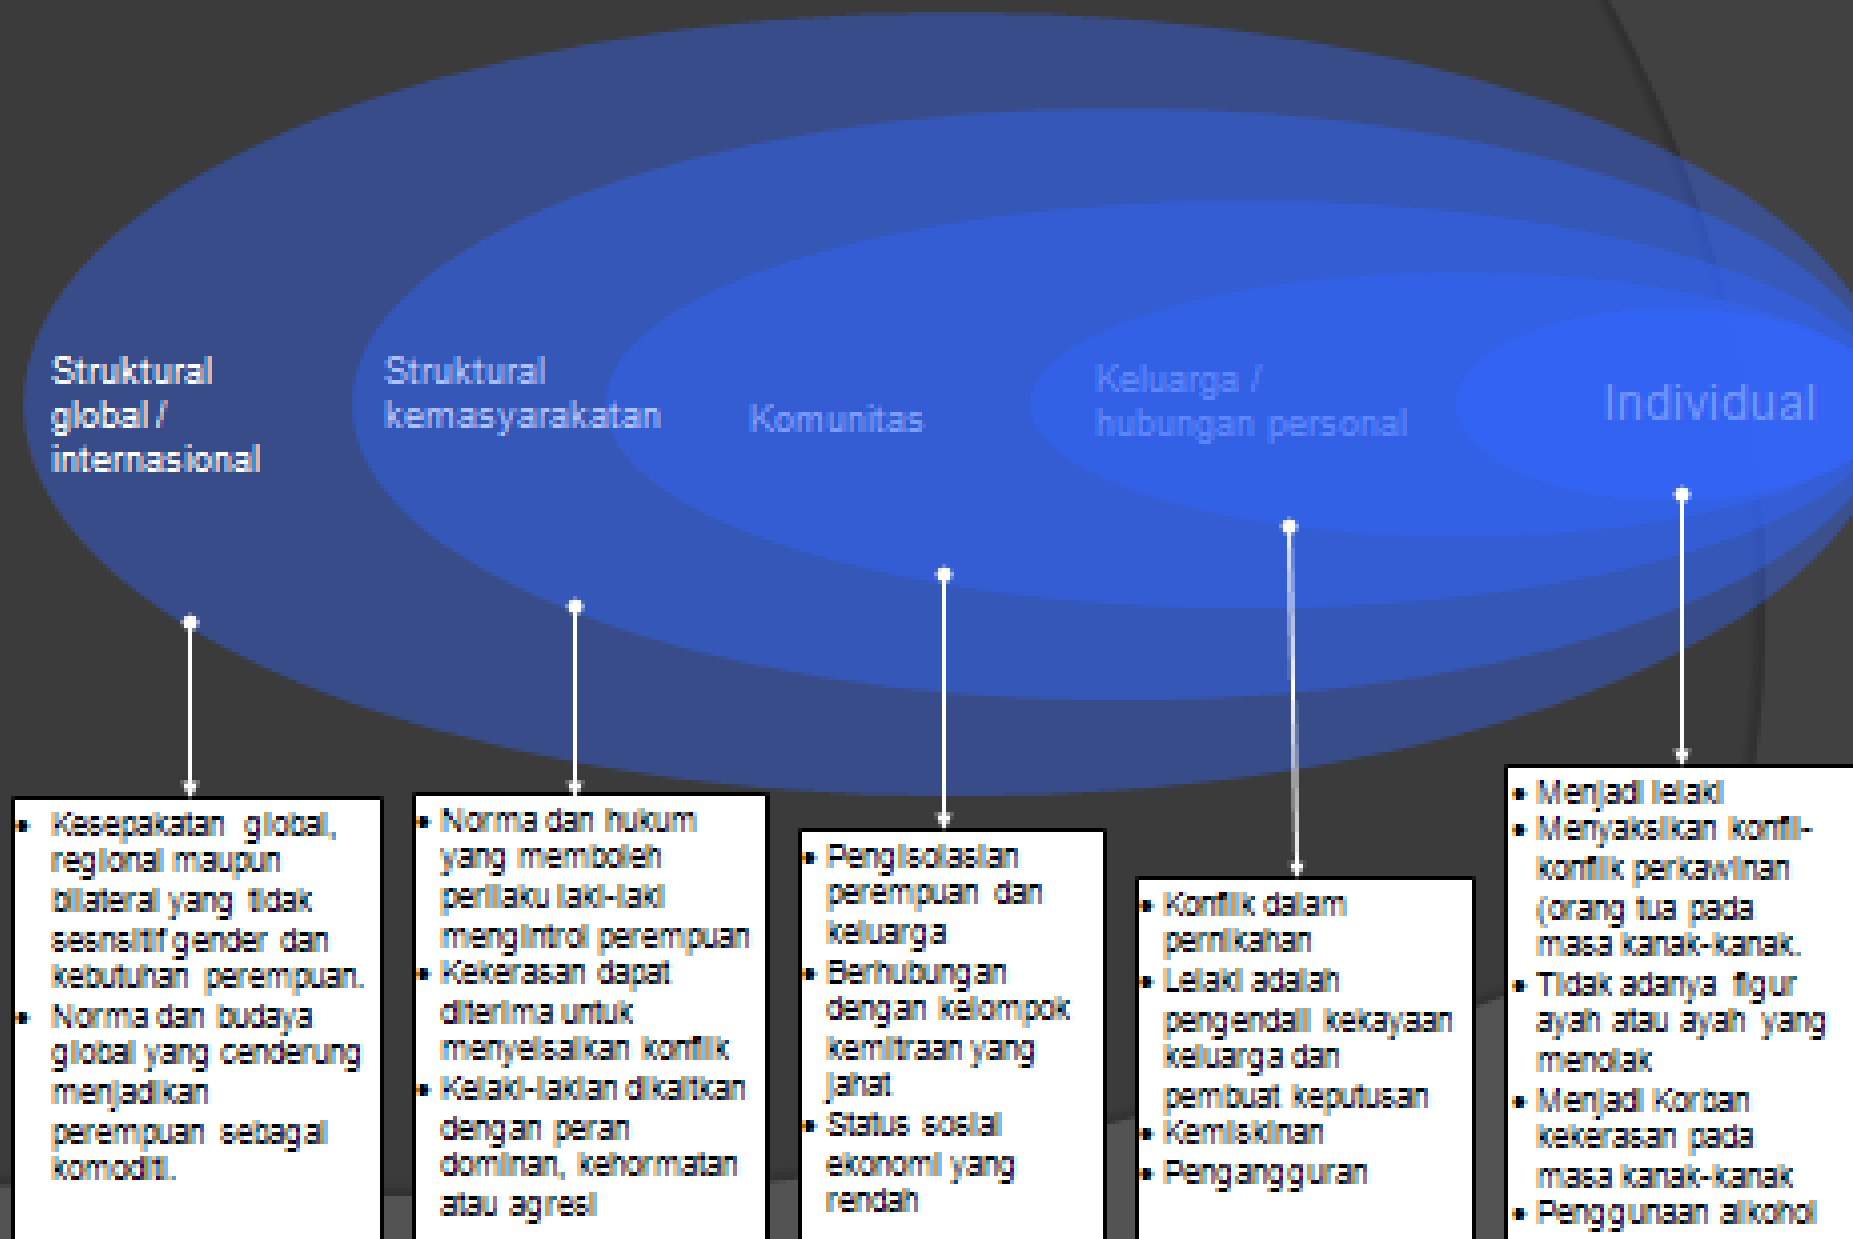 Struktural
global /
internasional
Struktural
kemasyarakatan
Komunitas
Keluarga /
hubungan personal
Individual
• Kesepakatan global,
regional maupun
bilateral yang tidak
sesnsitif gender dan
kebutuhan perempuan.
• Norma dan budaya
global yang cenderung
menjadikan
perempuan sebagai
komoditi.
• Norma dan hukum
yang memboleh
perilaku laki-laki
mengintrol perempuan
• Kekerasan dapat
diterima untuk
menyelsaikan konflik
• Kelaki-lakian dikaitkan
dengan peran
dominan, kehormatan
atau agresi
• Pengisolasian
perempuan dan
keluarga
• Berhubungan
dengan kelompok
kemitraan yang
jahat
• Status sosial
ekonomi yang
rendah
• Konflik dalam
pernikahan
• Lelaki adalah
pengendali kekayaan
keluarga dan
pembuat keputusan
• Kemiskinan
• Pengangguran
• Menjadi lelaki
• Menyaksikan konfli-
konflik perkawinan
(orang tua pada
masa kanak-kanak.
• Tidak adanya figur
ayah atau ayah yang
menolak
• Menjadi Korban
kekerasan pada
masa kanak-kanak
• Penggunaan alkohol